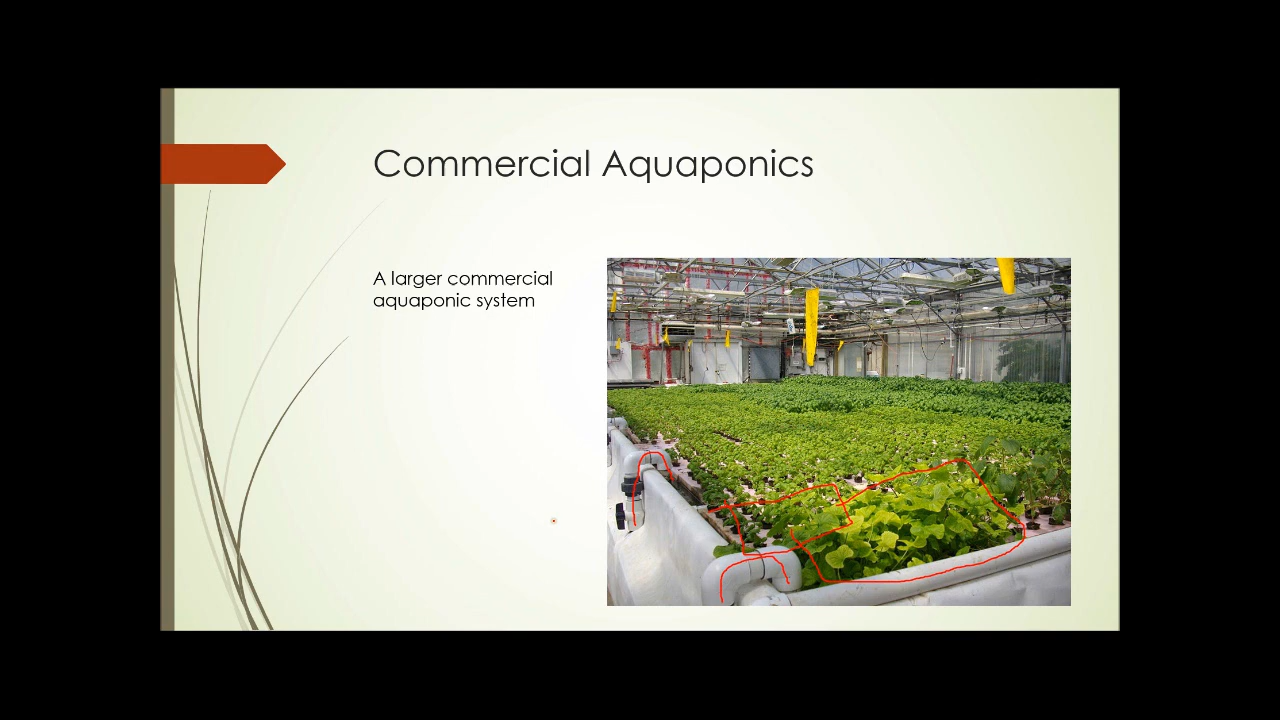 Commercial Aquaponics
A larger commercial
aquaponic system